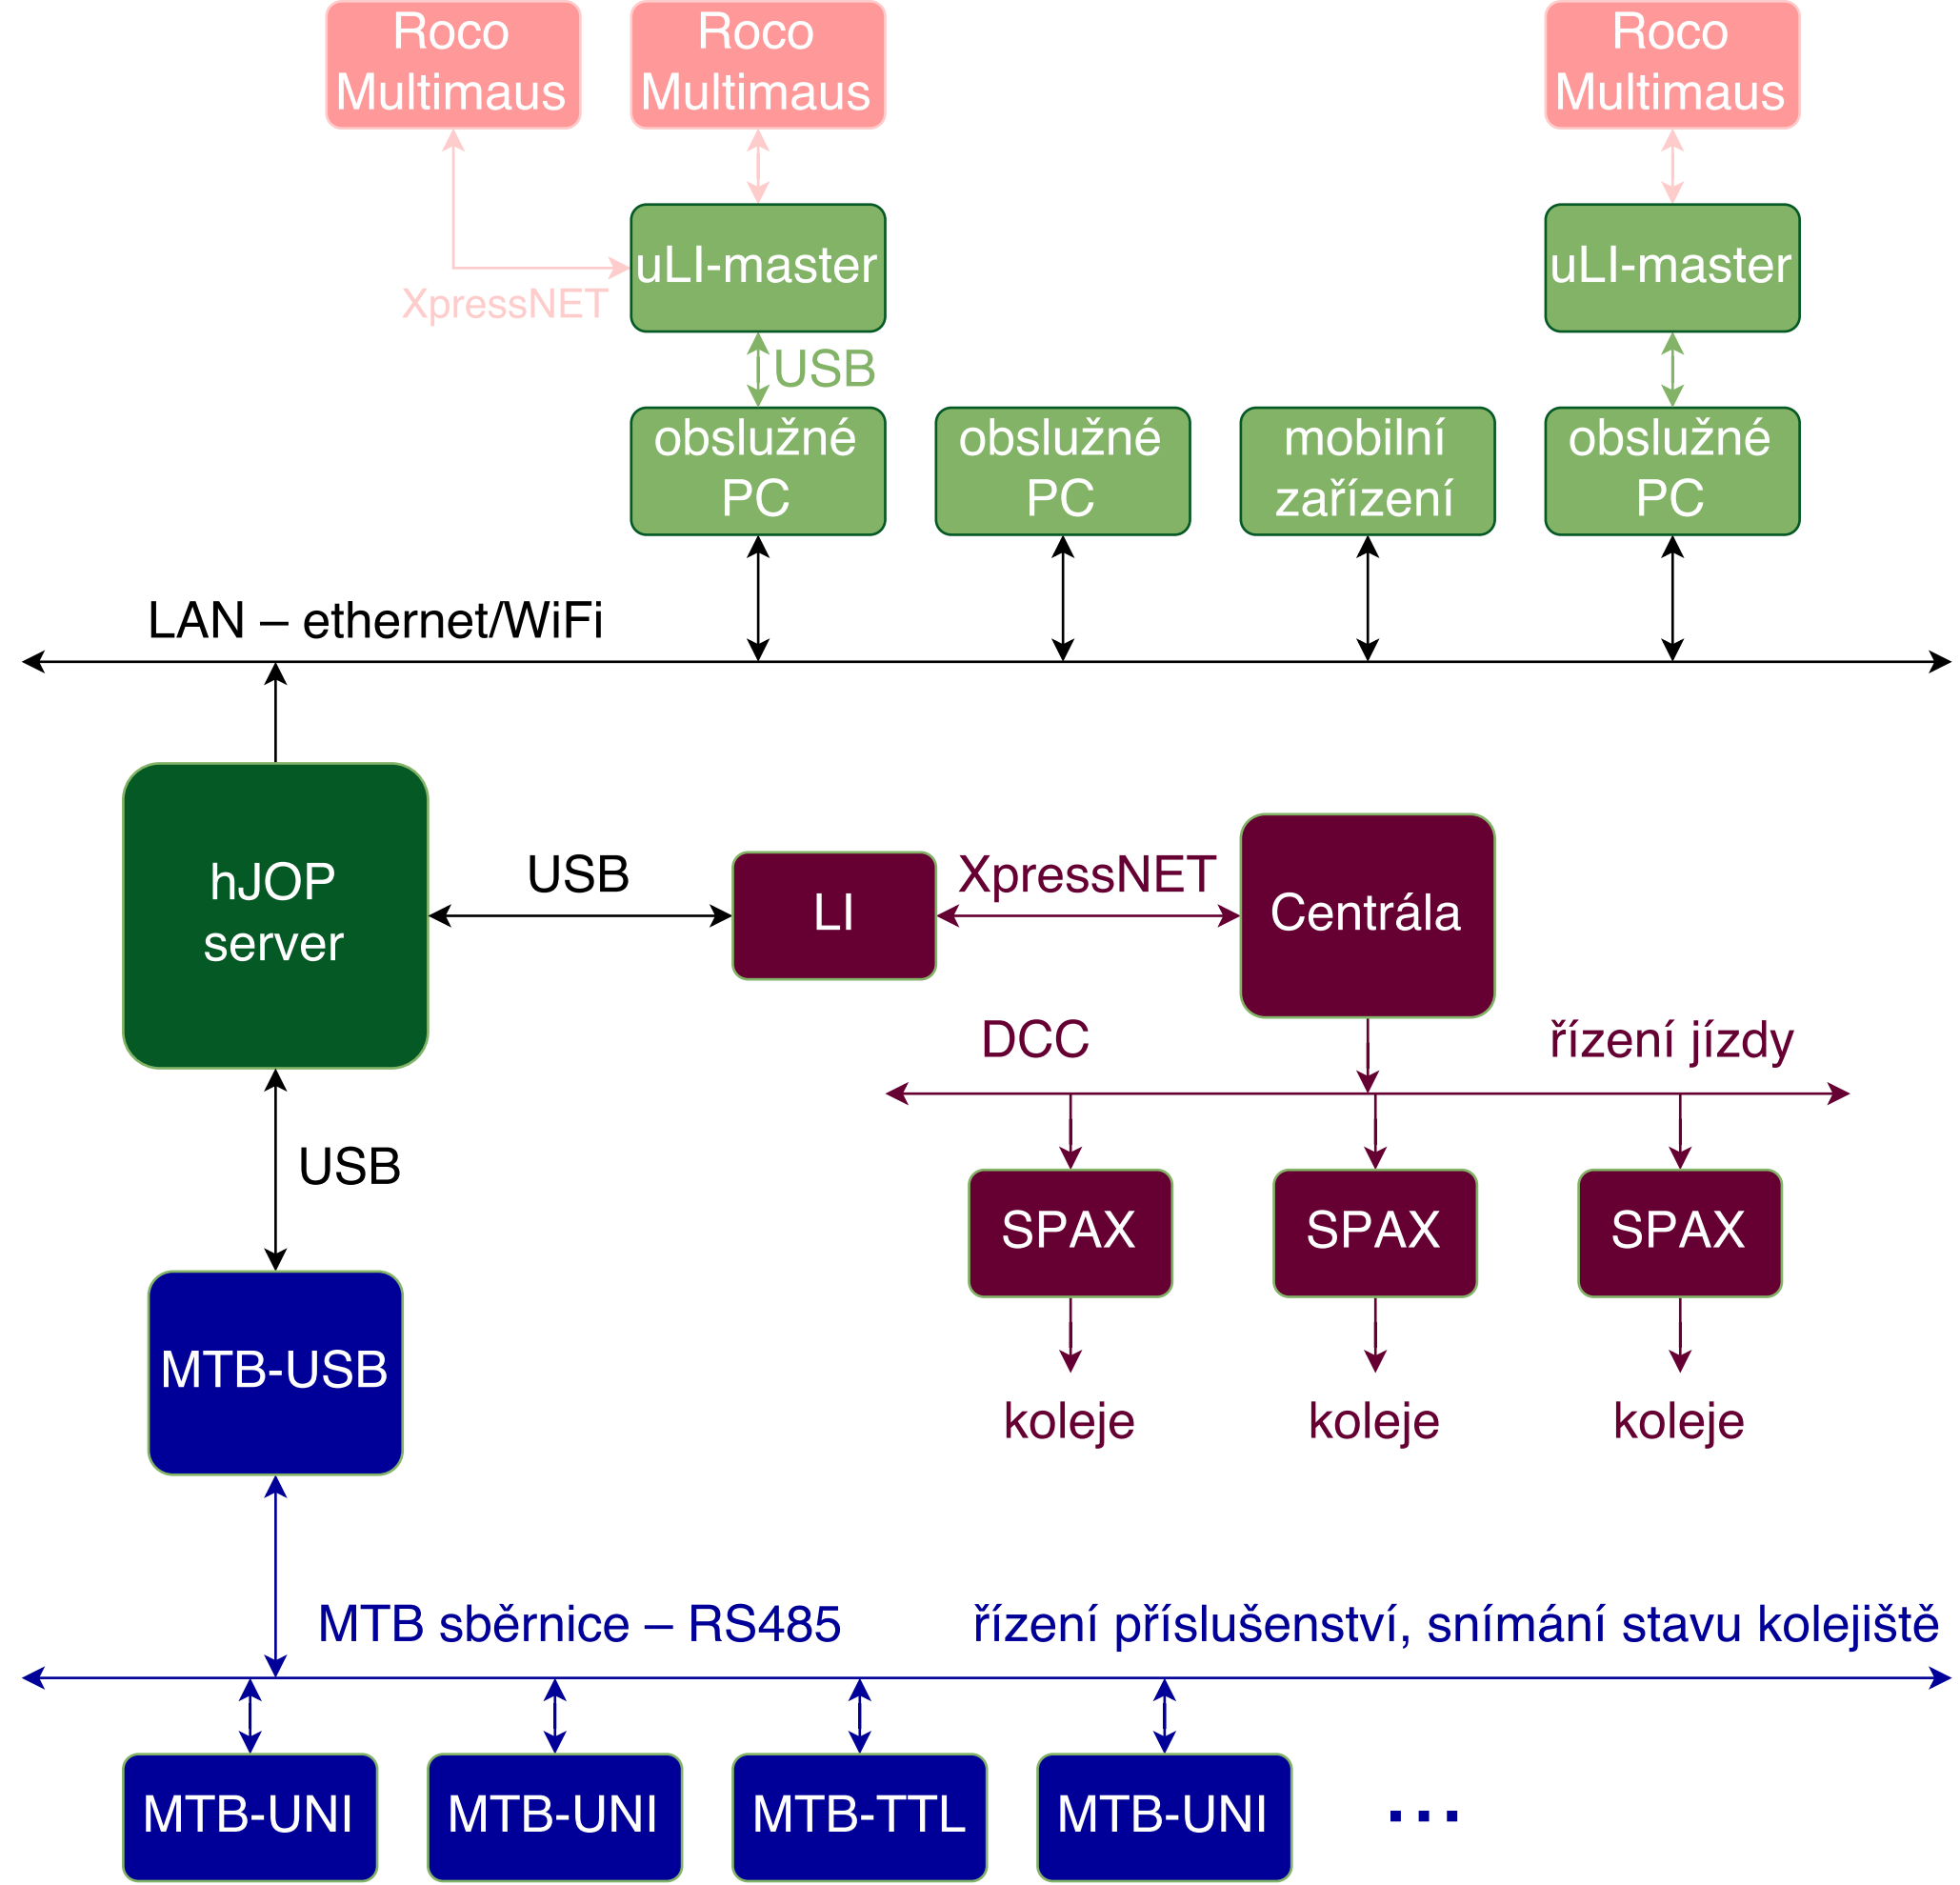 Roco
Multimaus
Roco
Multimaus
Roco
Multimaus
uLI-master
uLI-master
XpressNET
USB
obslužné
PC
obslužné
PC
mobilní
zařízení
obslužné
PC
LAN – ethernet/WiFi
hJOP
server
USB
LI
XpressNET
Centrála
DCC
řízení jízdy
USB
SPAX
SPAX
SPAX
MTB-USB
koleje
koleje
koleje
MTB sběrnice – RS485
řízení příslušenství, snímání stavu kolejiště
MTB-UNI
MTB-UNI
MTB-TTL
MTB-UNI
...